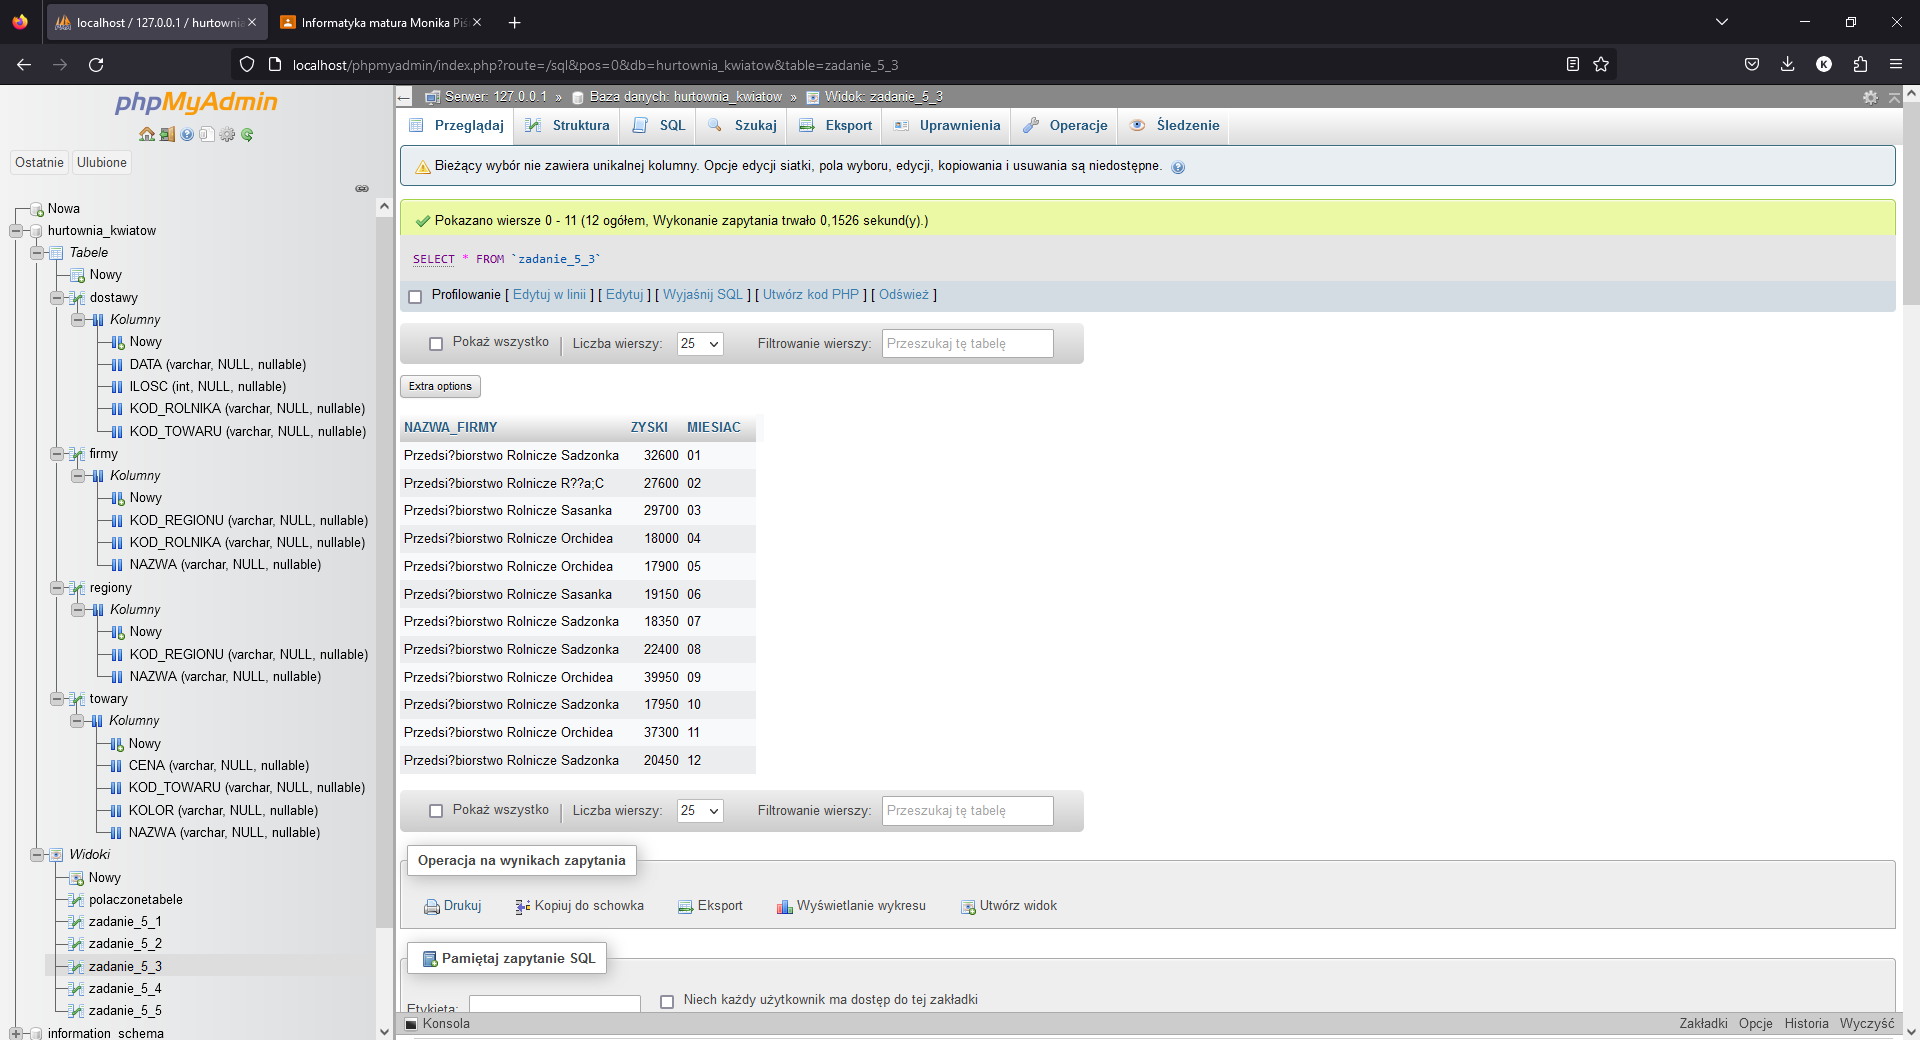 localhost / 127.0.0.1 / hurtownia
Informatyka matura Monika Piś
localhost/phpmyadmin/index.php?route=/sql&pos=0&db=hurtownia_kwiatow&table=zadanie_5_3
K
phpMyAdmin
Ostatnie
Ulubione
Nowa
hurtownia_kwiatow
Tabele
Nowy
dostawy
Kolumny
Nowy
DATA (varchar, NULL, nullable)
ILOSC (int, NULL, nullable)
KOD_ROLNIKA (varchar, NULL, nullable)
KOD_TOWARU (varchar, NULL, nullable)
firmy
Kolumny
Nowy
KOD_REGIONU (varchar, NULL, nullable)
KOD_ROLNIKA (varchar, NULL, nullable)
NAZWA (varchar, NULL, nullable)
regiony
Kolumny
Nowy
KOD_REGIONU (varchar, NULL, nullable)
NAZWA (varchar, NULL, nullable)
towary
Kolumny
Nowy
CENA (varchar, NULL, nullable)
KOD_TOWARU (varchar, NULL, nullable)
KOLOR (varchar, NULL, nullable)
NAZWA (varchar, NULL, nullable)
Widoki
Nowy
polaczonetabele
zadanie_5_1
zadanie_5_2
zadanie_5_3
zadanie_5_4
zadanie_5_5
information_schema
Serwer: 127.0.0.1 » Baza danych: hurtownia_kwiatow » Widok: zadanie_5_3
Przeglądaj Struktura SQL Szukaj Eksport Uprawnienia Operacje Śledzenie
Bieżący wybór nie zawiera unikalnej kolumny. Opcje edycji siatki, pola wyboru, edycji, kopiowania i usuwania są niedostępne.
Pokazano wiersze 0 - 11 (12 ogółem, Wykonanie zapytania trwało 0,1526 sekund(y).)
SELECT * FROM `zadanie_5_3`
Profilowanie [ Edytuj w linii ] [ Edytuj ] [ Wyjaśnij SQL ] [ Utwórz kod PHP ] [ Odśwież ]
Pokaż wszystko Liczba wierszy: 25 Filtrowanie wierszy: Przeszukaj tę tabelę
Extra options
NAZWA_FIRMY ZYSKI MIESIAC
Przedsi?biorstwo Rolnicze Sadzonka 32600 01
Przedsi?biorstwo Rolnicze R??a;C 27600 02
Przedsi?biorstwo Rolnicze Sasanka 29700 03
Przedsi?biorstwo Rolnicze Orchidea 18000 04
Przedsi?biorstwo Rolnicze Orchidea 17900 05
Przedsi?biorstwo Rolnicze Sasanka 19150 06
Przedsi?biorstwo Rolnicze Sadzonka 18350 07
Przedsi?biorstwo Rolnicze Sadzonka 22400 08
Przedsi?biorstwo Rolnicze Orchidea 39950 09
Przedsi?biorstwo Rolnicze Sadzonka 17950 10
Przedsi?biorstwo Rolnicze Orchidea 37300 11
Przedsi?biorstwo Rolnicze Sadzonka 20450 12
Pokaż wszystko Liczba wierszy: 25 Filtrowanie wierszy: Przeszukaj tę tabelę
Operacja na wynikach zapytania
Drukuj Kopiuj do schowka Eksport Wyświetlanie wykresu Utwórz widok
Pamiętaj zapytanie SQL
Etykieta: Niech każdy użytkownik ma dostęp do tej zakładki
Konsola Zakładki Opcje Historia Wyczyść